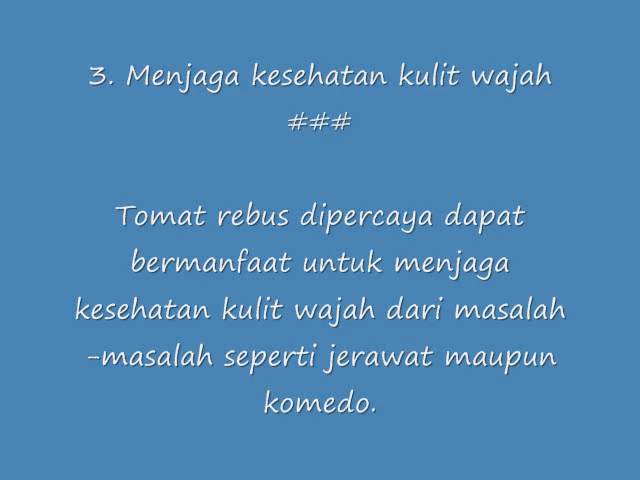 3. Menjaga kesehatan kulit wajah
###
Tomat rebus dipercaya dapat
bermanfaat untuk menjaga
kesehatan kulit wajah dari masalah
-masalah seperti jerawat maupun
komedo.